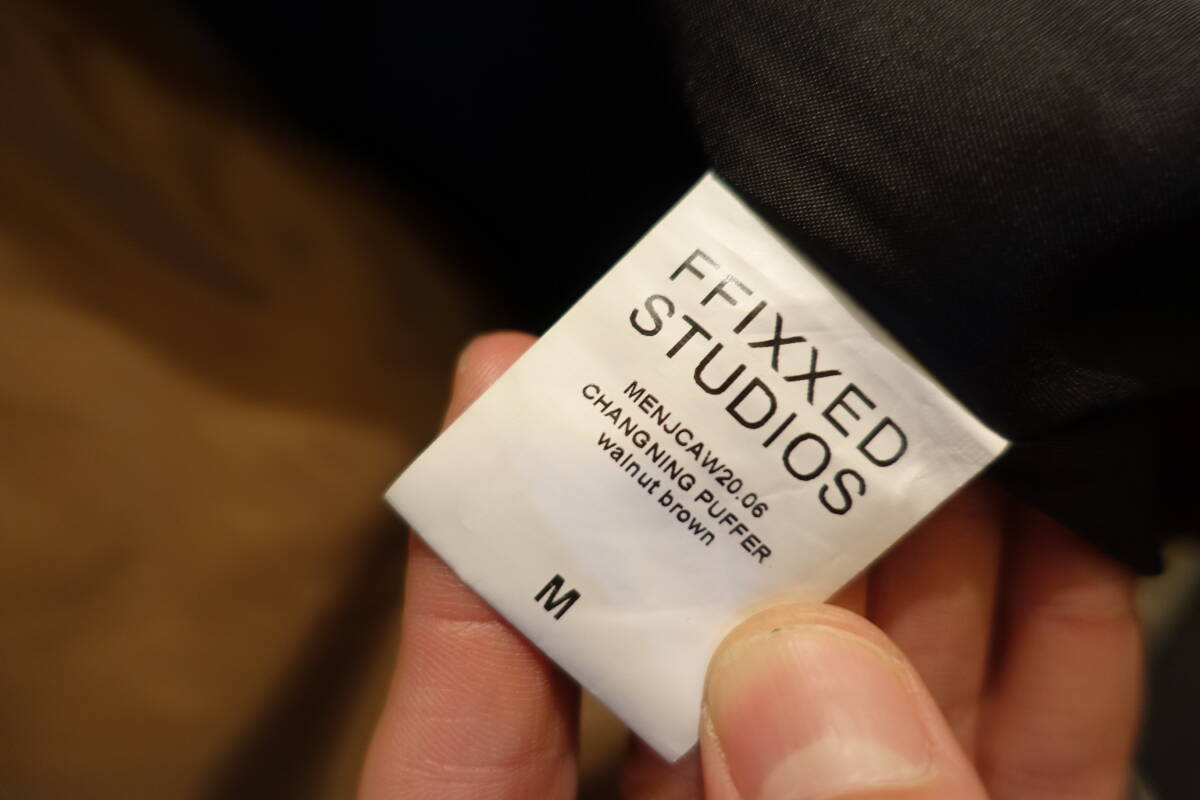 FFIXXED
STUDIOS
MENJCAW20.06
CHANGNING PUFFER
walnut brown
M